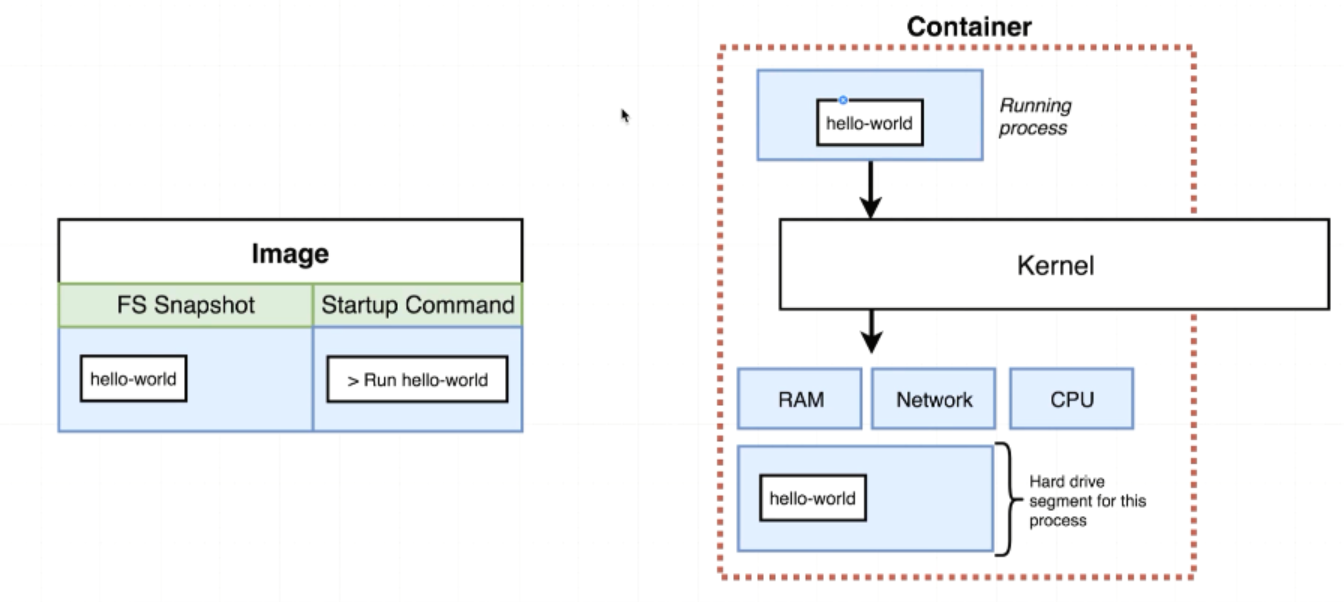 Container
hello-world
Running
process
Image
Kernel
FS Snapshot
Startup Command
hello-world
> Run hello-world
RAM
Network
CPU
hello-world
Hard drive
segment for this
process